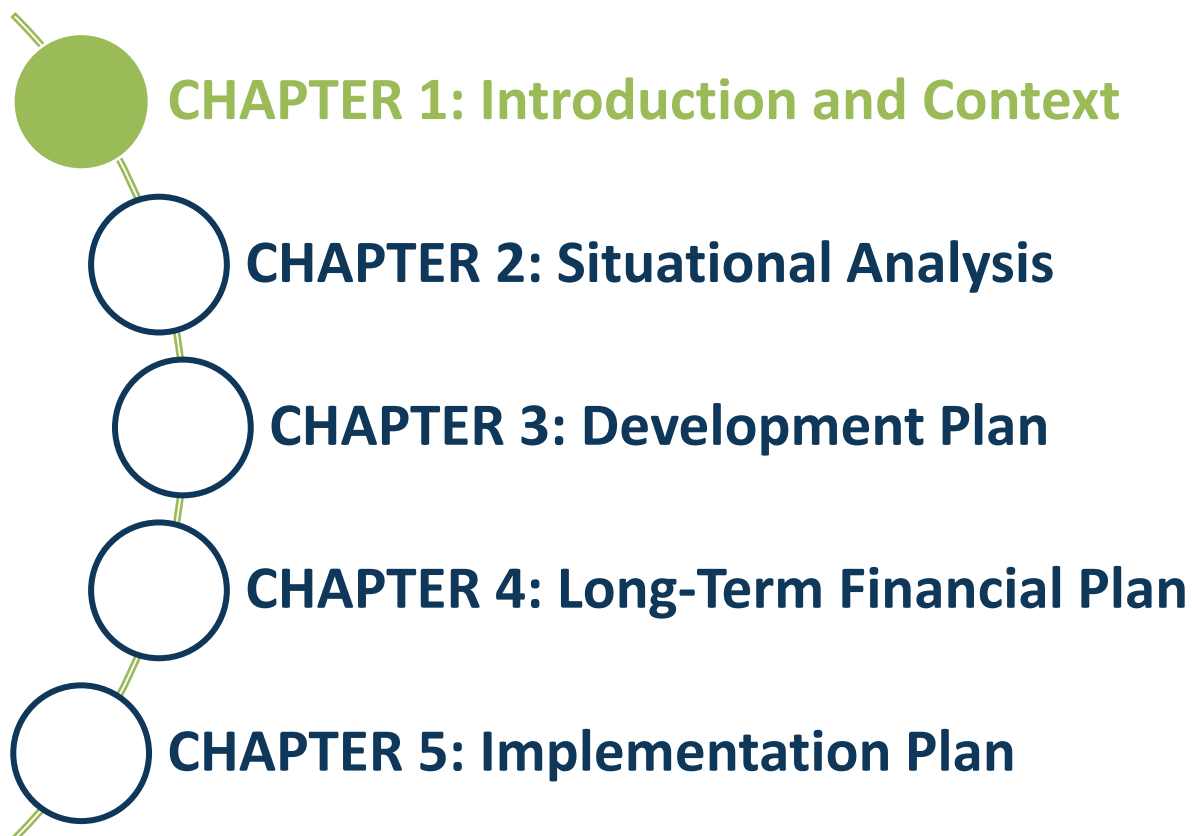 CHAPTER 1: Introduction and Context
CHAPTER 2: Situational Analysis
CHAPTER 3: Development Plan
CHAPTER 4: Long-Term Financial Plan
CHAPTER 5: Implementation Plan